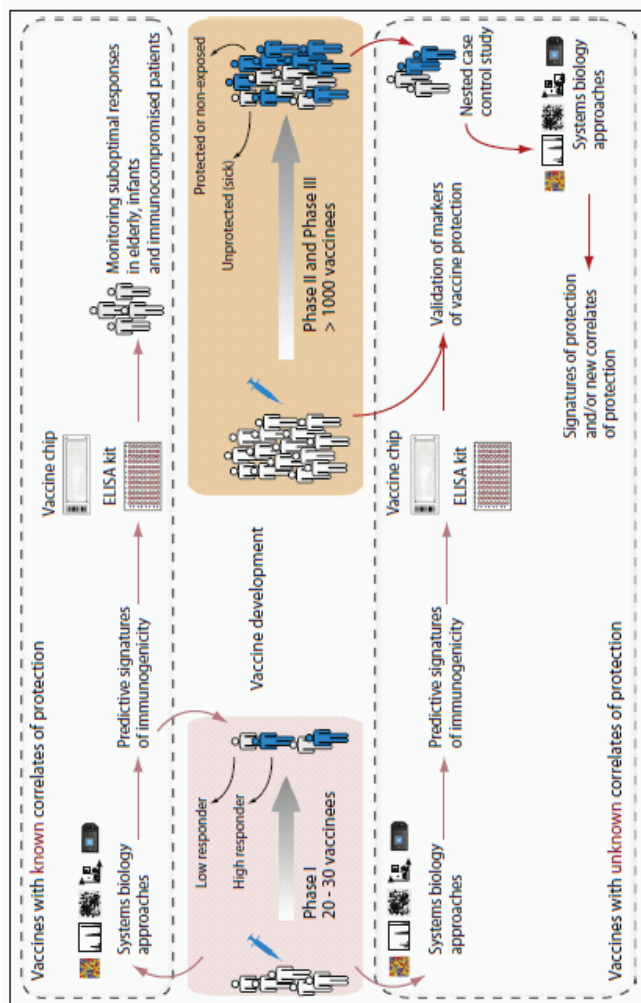 Vaccines with known correlates of protection
Systems biology
approaches
Predictive signatures
of immunogenicity
Vaccine chip
ELISA kit
Monitoring suboptimal responses
in elderly, infants
and immunocompromised patients
Low responder
High responder
Phase I
20 - 30 vaccinees
Vaccine development
Protected or non-exposed
Unprotected (sick)
Phase II and Phase III
> 1000 vaccinees
Systems biology
approaches
Predictive signatures
of immunogenicity
Vaccine chip
ELISA kit
Validation of markers
of vaccine protection
Nested case
control study
Systems biology
approaches
Signatures of protection
and/or new correlates
of protection
Vaccines with unknown correlates of protection